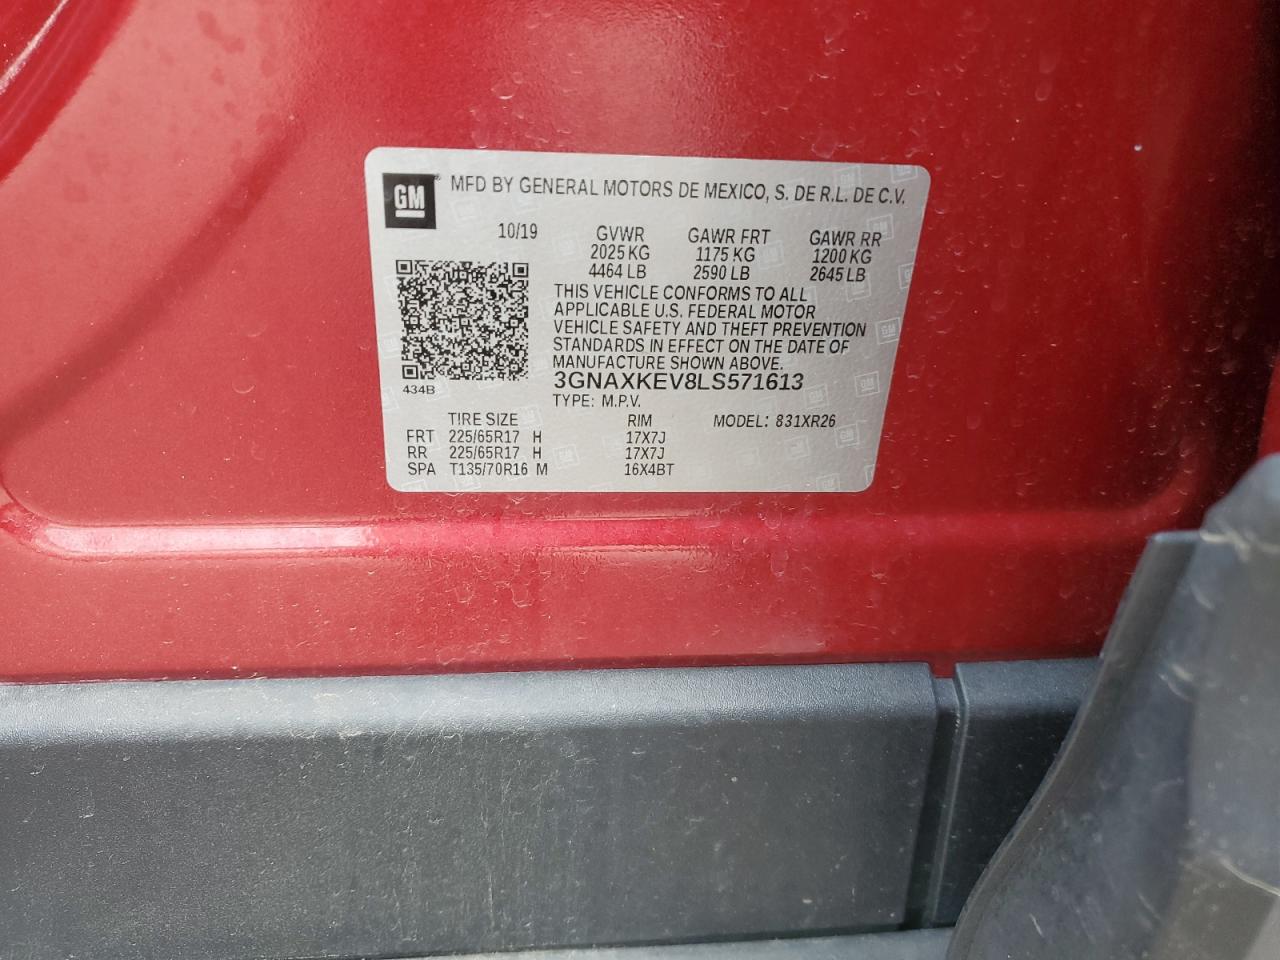 GM ® MFD BY GENERAL MOTORS DE MEXICO, S. DE R.L. DE C.V.
10/19 GVWR GAWR FRT GAWR RR
2025 KG 1175 KG 1200 KG
4464 LB 2590 LB 2645 LB
THIS VEHICLE CONFORMS TO ALL
APPLICABLE U.S. FEDERAL MOTOR
VEHICLE SAFETY AND THEFT PREVENTION
STANDARDS IN EFFECT ON THE DATE OF
MANUFACTURE SHOWN ABOVE.
434B 3GNAXKEV8LS571613
TYPE: M.P.V.
TIRE SIZE RIM MODEL: 831XR26
FRT 225/65R17 H 17X7J
RR 225/65R17 H 17X7J
SPA T135/70R16 M 16X4BT